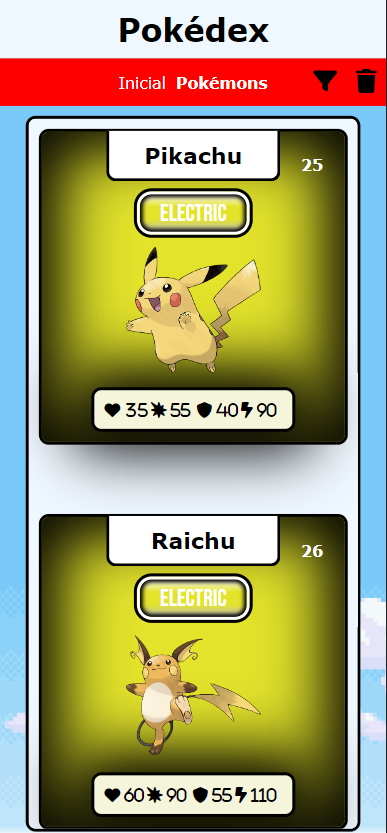 Pokédex
Inicial Pokémons
Pikachu
25
ELECTRIC
35 55 40 90
Raichu
26
ELECTRIC
60 90 55 110